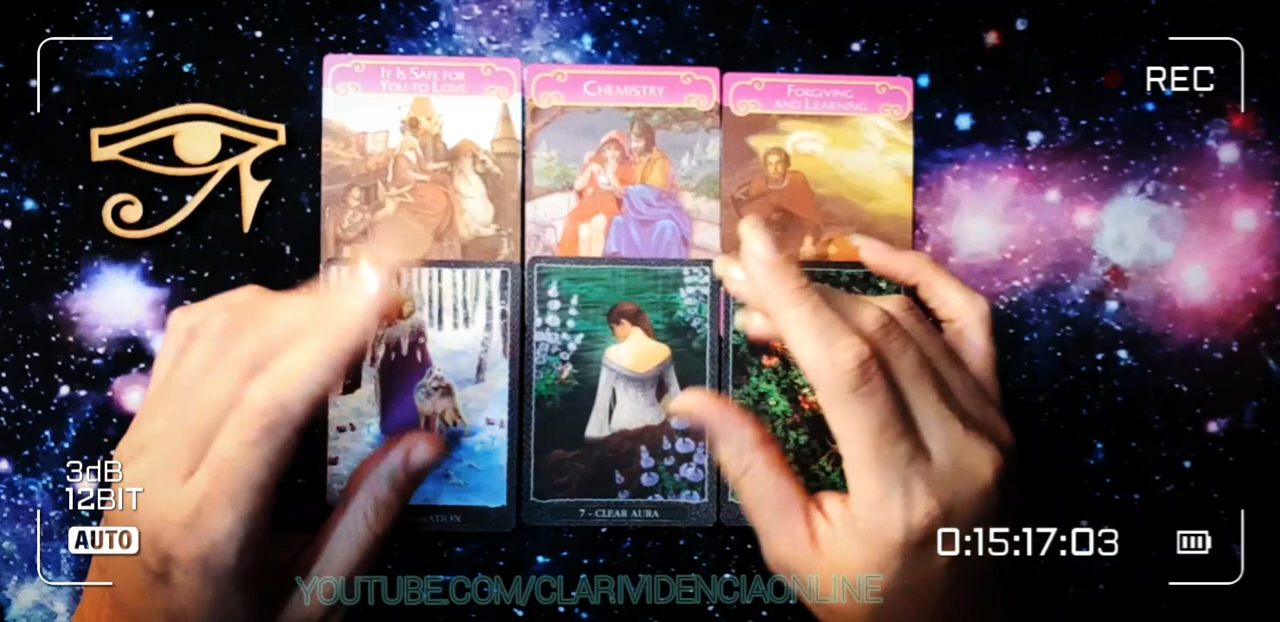 IT IS SAFE FOR
YOU TO LOVE
CHEMISTRY
FORGIVING
AND LEARNING
REC
7 - CLEAR AURA
3dB
12BIT
AUTO
0:15:17:03
YOUTUBE.COM/CLARIVIDENCIAONLINE